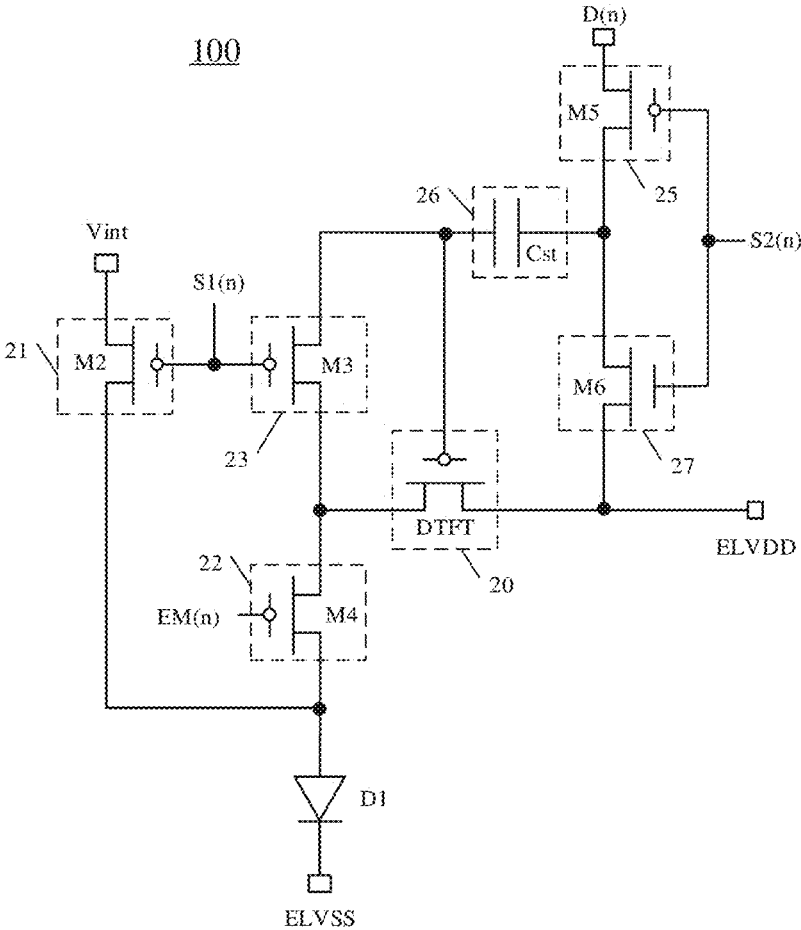 100
D(n)
M5
25
26
Cst
S2(n)
Vint
S1(n)
21
M2
M3
23
M6
27
DTFT
20
ELVDD
22
EM(n)
M4
D1
ELVSS